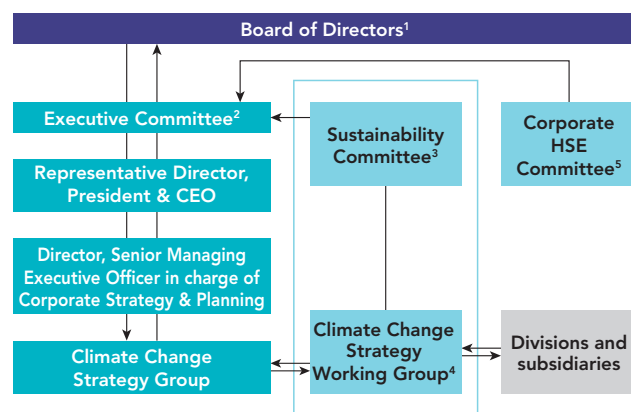 Board of Directors¹
Executive Committee²
Sustainability
Committee³
Corporate
HSE
Committee⁵
Representative Director,
President & CEO
Director, Senior Managing
Executive Officer in charge of
Corporate Strategy & Planning
Climate Change
Strategy Group
Climate Change
Strategy
Working Group⁴
Divisions and
subsidiaries